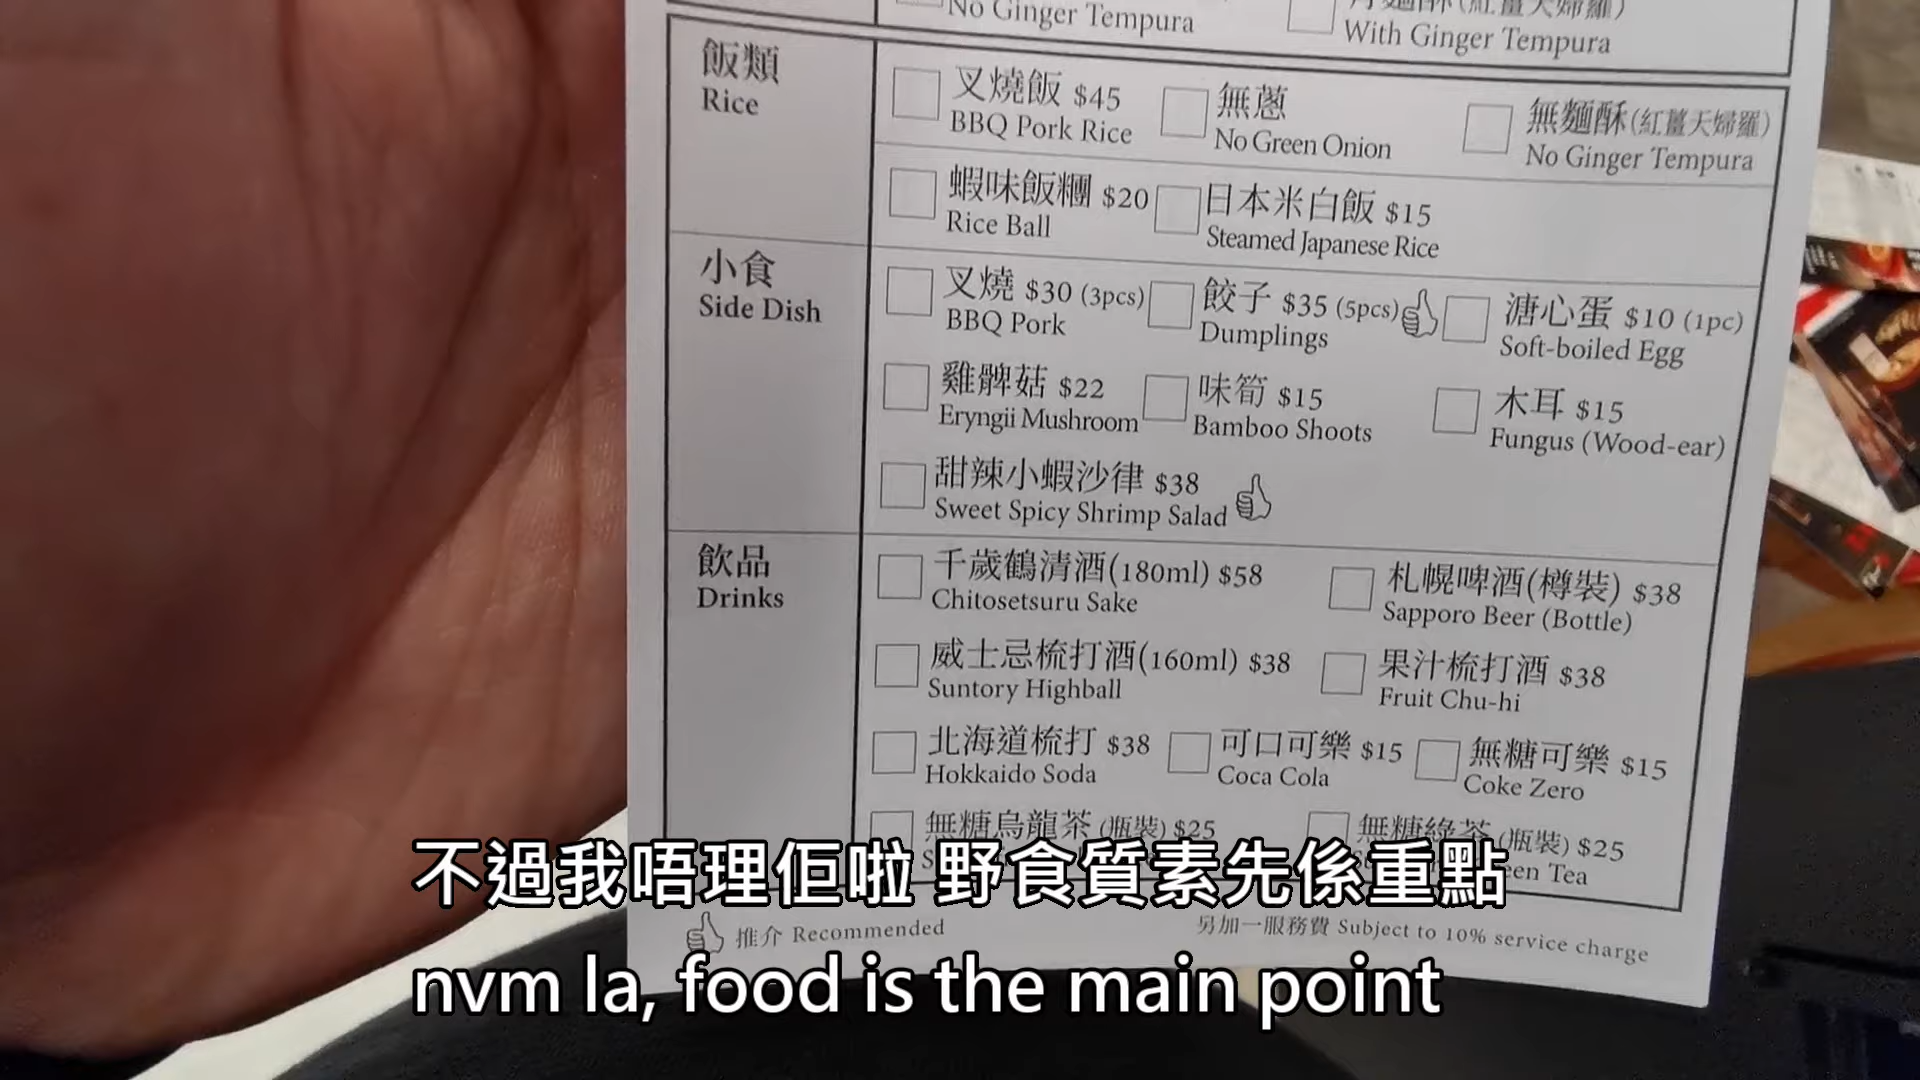 No Ginger Tempura
With Ginger Tempura
飯類
Rice
叉燒飯 $45
BBQ Pork Rice
無蔥
No Green Onion
無麵酥(紅薑天婦羅)
No Ginger Tempura
蝦味飯糰 $20
Rice Ball
日本米白飯 $15
Steamed Japanese Rice
小食
Side Dish
叉燒 $30 (3pcs)
BBQ Pork
餃子 $35 (5pcs)
Dumplings
溏心蛋 $10 (1pc)
Soft-boiled Egg
雞髀菇 $22
Eryngii Mushroom
味筍 $15
Bamboo Shoots
木耳 $15
Fungus (Wood-ear)
甜辣小蝦沙律 $38
Sweet Spicy Shrimp Salad
飲品
Drinks
千歲鶴清酒(180ml) $58
Chitosetsuru Sake
札幌啤酒(樽裝) $38
Sapporo Beer (Bottle)
威士忌梳打酒(160ml) $38
Suntory Highball
果汁梳打酒 $38
Fruit Chu-hi
北海道梳打 $38
Hokkaido Soda
可口可樂 $15
Coca Cola
無糖可樂 $15
Coke Zero
無糖烏龍茶 (瓶裝) $25
無糖綠茶 (瓶裝) $25
Tea
不過我唔理佢啦 野食質素先係重點
推介 Recommended
另加一服務費 Subject to 10% service charge
nvm la, food is the main point